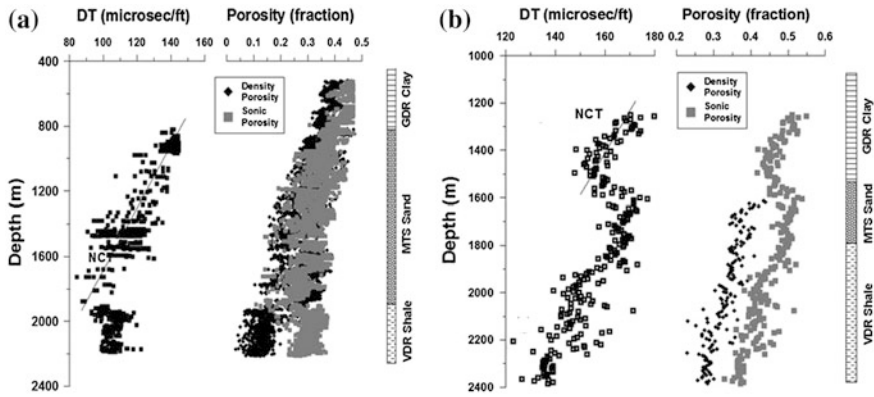 (a)
DT (microsec/ft)
80 100 120 140 160
Porosity (fraction)
0 0.1 0.2 0.3 0.4 0.5
Depth (m)
400
800
1200
1600
2000
2400
NC
Density
Porosity
Sonic
Porosity
GDR Clay
MTS Sand
VDR Shale
(b)
DT (microsec/ft)
120 140 160 180
Porosity (fraction)
0.2 0.3 0.4 0.5 0.6
Depth (m)
1000
1200
1400
1600
1800
2000
2200
2400
NCT
Density
Porosity
Sonic
Porosity
GDR Clay
MTS Sand
VDR Shale